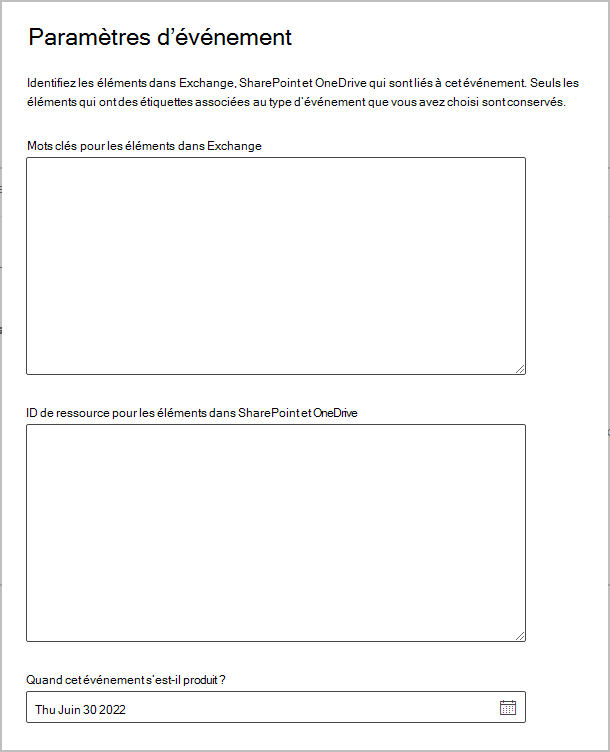 Paramètres d’événement
Identifiez les éléments dans Exchange, SharePoint et OneDrive qui sont liés à cet événement. Seuls les
éléments qui ont des étiquettes associées au type d’événement que vous avez choisi sont conservés.
Mots clés pour les éléments dans Exchange
ID de ressource pour les éléments dans SharePoint et OneDrive
Quand cet événement s’est-il produit ?
Thu Juin 30 2022